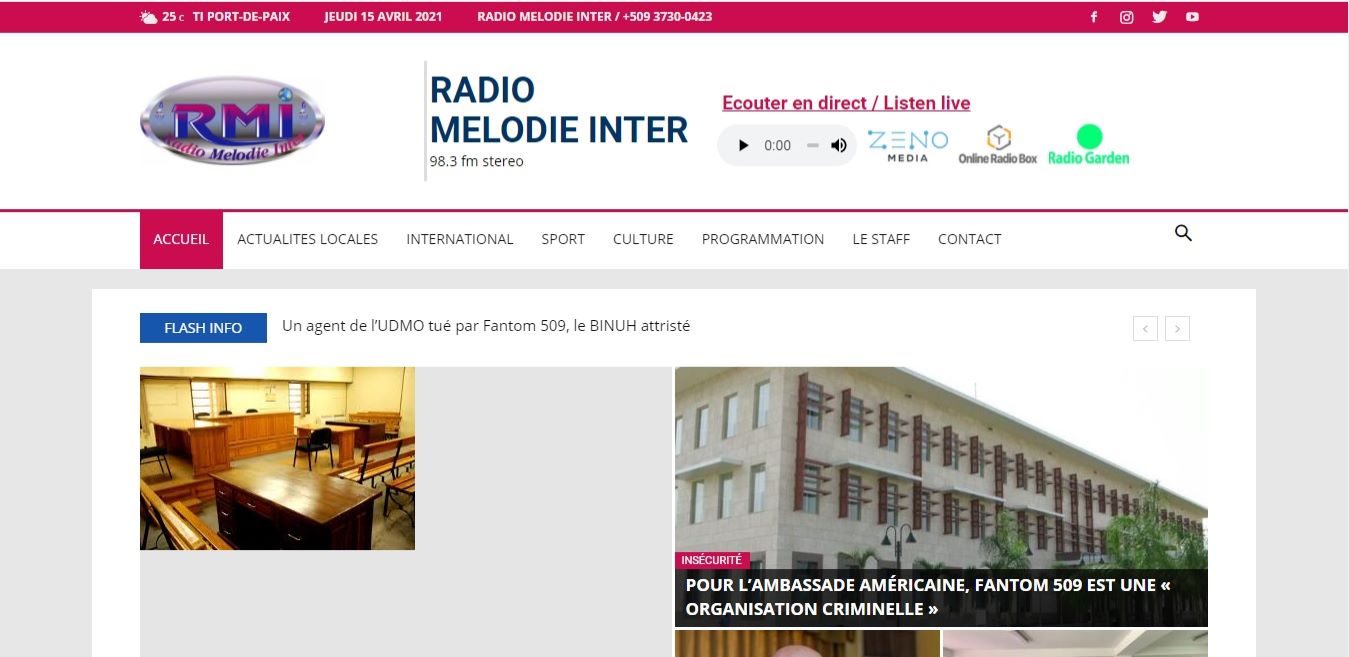 25 c TI PORT-DE-PAIX JEUDI 15 AVRIL 2021 RADIO MELODIE INTER / +509 3730-0423
RMI
Radio Melodie Inter
RADIO
MELODIE INTER
98.3 fm stereo
Ecouter en direct / Listen live
0:00
ZENO
MEDIA
Online Radio Box
Radio Garden
ACCUEIL ACTUALITES LOCALES INTERNATIONAL SPORT CULTURE PROGRAMMATION LE STAFF CONTACT
FLASH INFO Un agent de l’UDMO tué par Fantom 509, le BINUH attristé
INSÉCURITÉ
POUR L’AMBASSADE AMÉRICAINE, FANTOM 509 EST UNE «
ORGANISATION CRIMINELLE »